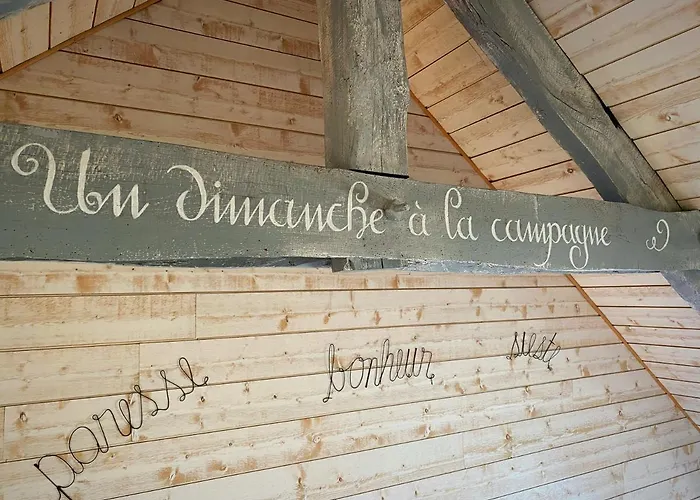 Un dimanche à la campagne
paresse bonheur sieste